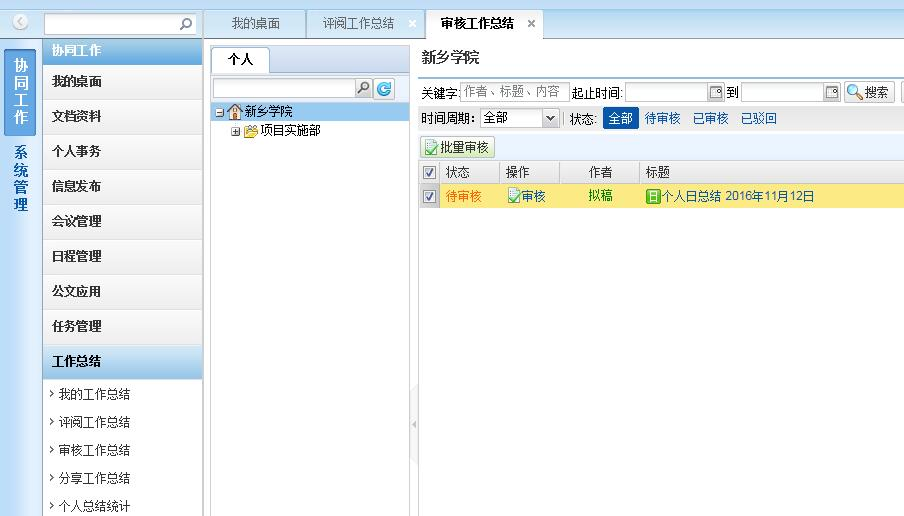 我的桌面 评阅工作总结 审核工作总结
协同工作
系统管理
协同工作
我的桌面
文档资料
个人事务
信息发布
会议管理
日程管理
公文应用
任务管理
工作总结
我的工作总结
评阅工作总结
审核工作总结
分享工作总结
个人总结统计
个人
新乡学院
项目实施部
新乡学院
关键字: 作者、标题、内容 起止时间: 到 搜索
时间周期: 全部 状态: 全部 待审核 已审核 已驳回
批量审核
状态 操作 作者 标题
待审核 审核 拟稿 日 个人日总结 2016年11月12日